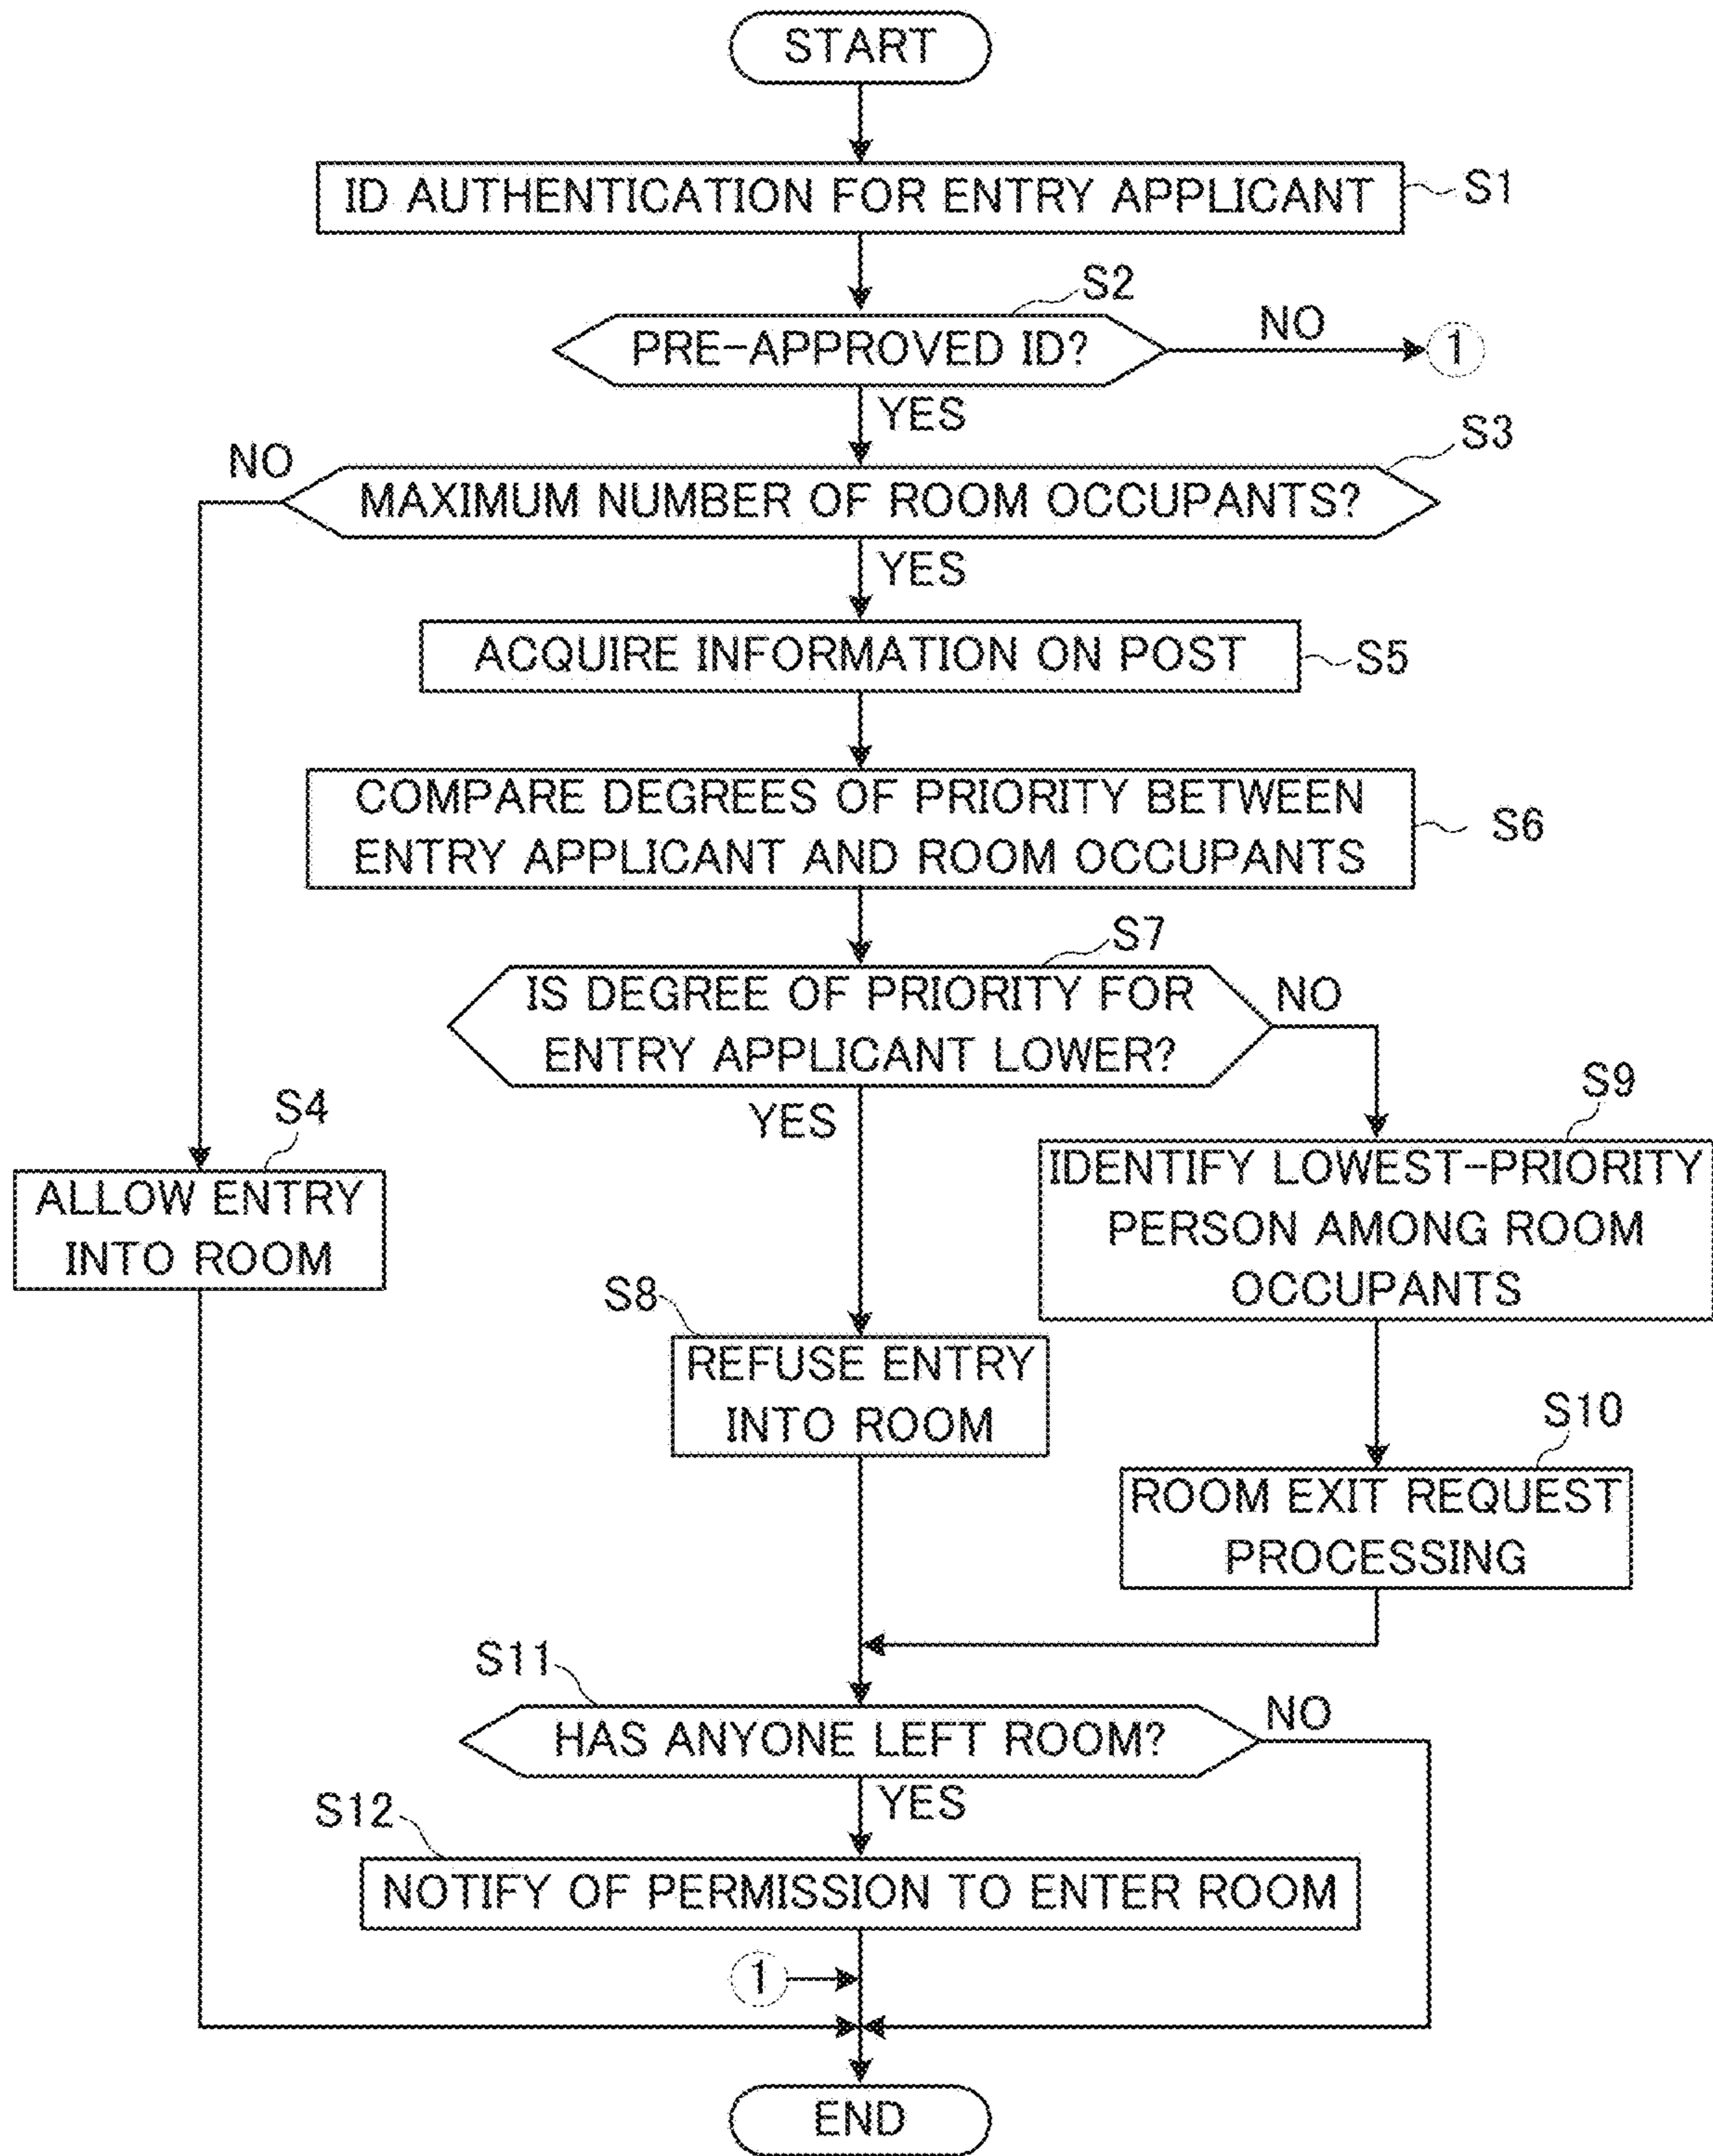 START
ID AUTHENTICATION FOR ENTRY APPLICANT
S1
S2
PRE-APPROVED ID?
NO
1
YES
S3
NO
MAXIMUM NUMBER OF ROOM OCCUPANTS?
YES
ACQUIRE INFORMATION ON POST
S5
COMPARE DEGREES OF PRIORITY BETWEEN
ENTRY APPLICANT AND ROOM OCCUPANTS
S6
S7
IS DEGREE OF PRIORITY FOR
ENTRY APPLICANT LOWER?
NO
YES
S4
ALLOW ENTRY
INTO ROOM
S9
IDENTIFY LOWEST-PRIORITY
PERSON AMONG ROOM
OCCUPANTS
S8
REFUSE ENTRY
INTO ROOM
S10
ROOM EXIT REQUEST
PROCESSING
S11
HAS ANYONE LEFT ROOM?
NO
YES
S12
NOTIFY OF PERMISSION TO ENTER ROOM
1
END